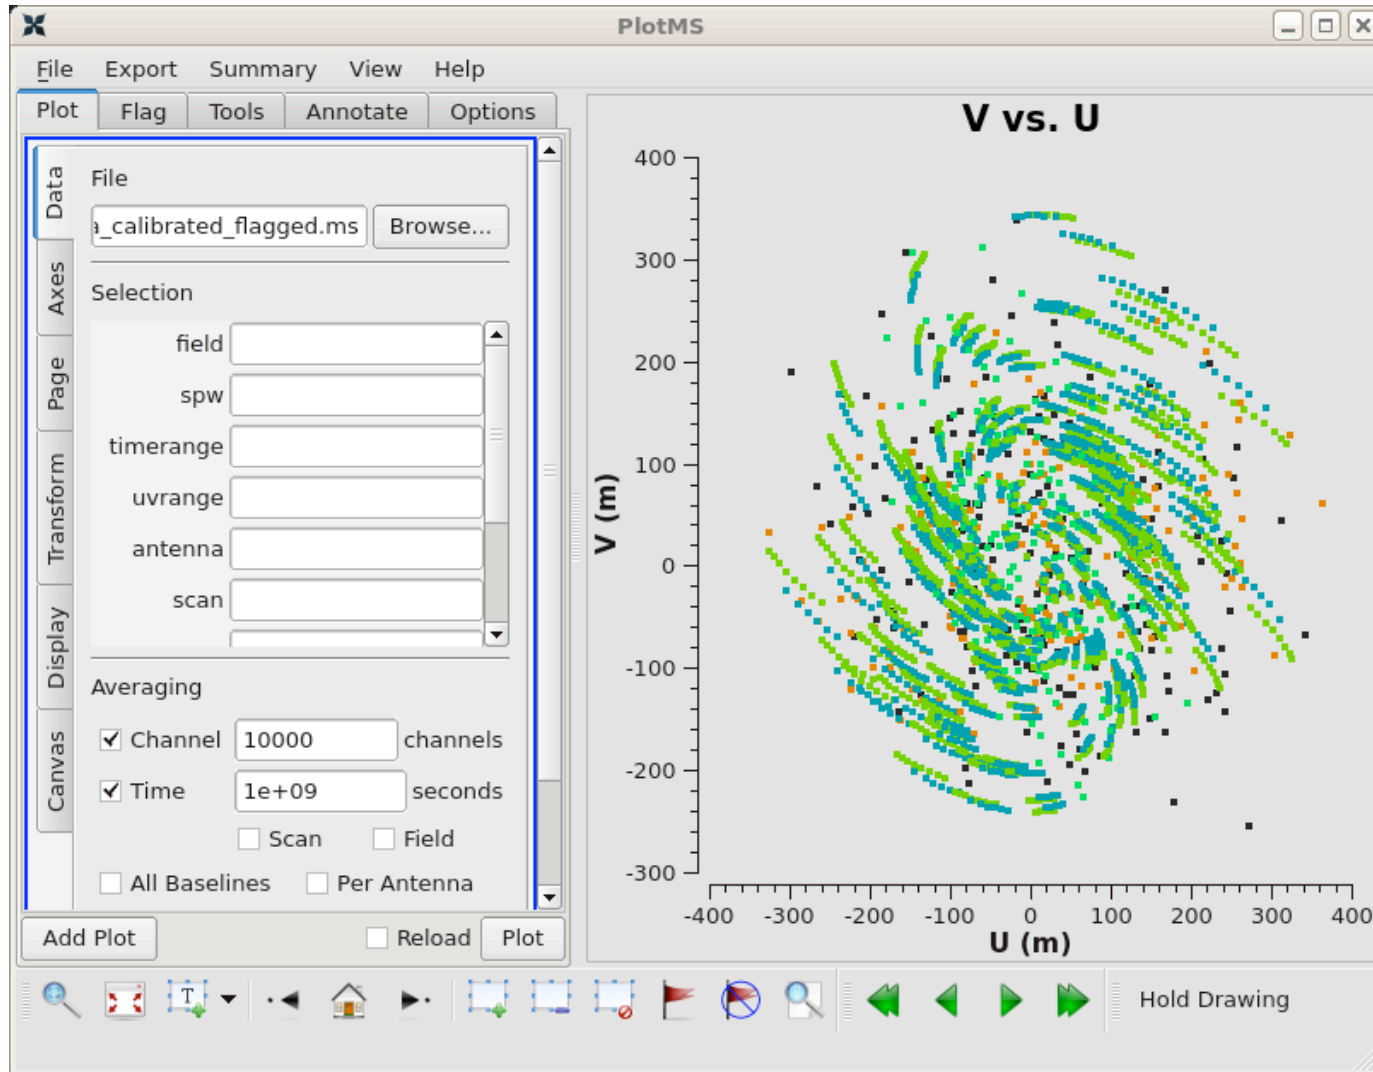 PlotMS
File Export Summary View Help
Plot Flag Tools Annotate Options
Data
Axes
Page
Transform
Display
Canvas
File
a_calibrated_flagged.ms Browse...
Selection
field
spw
timerange
uvrange
antenna
scan
Averaging
Channel 10000 channels
Time 1e+09 seconds
Scan Field
All Baselines Per Antenna
Add Plot Reload Plot
V vs. U
V (m)
400
300
200
100
0
-100
-200
-300
-400 -300 -200 -100 0 100 200 300 400
U (m)
T
Hold Drawing